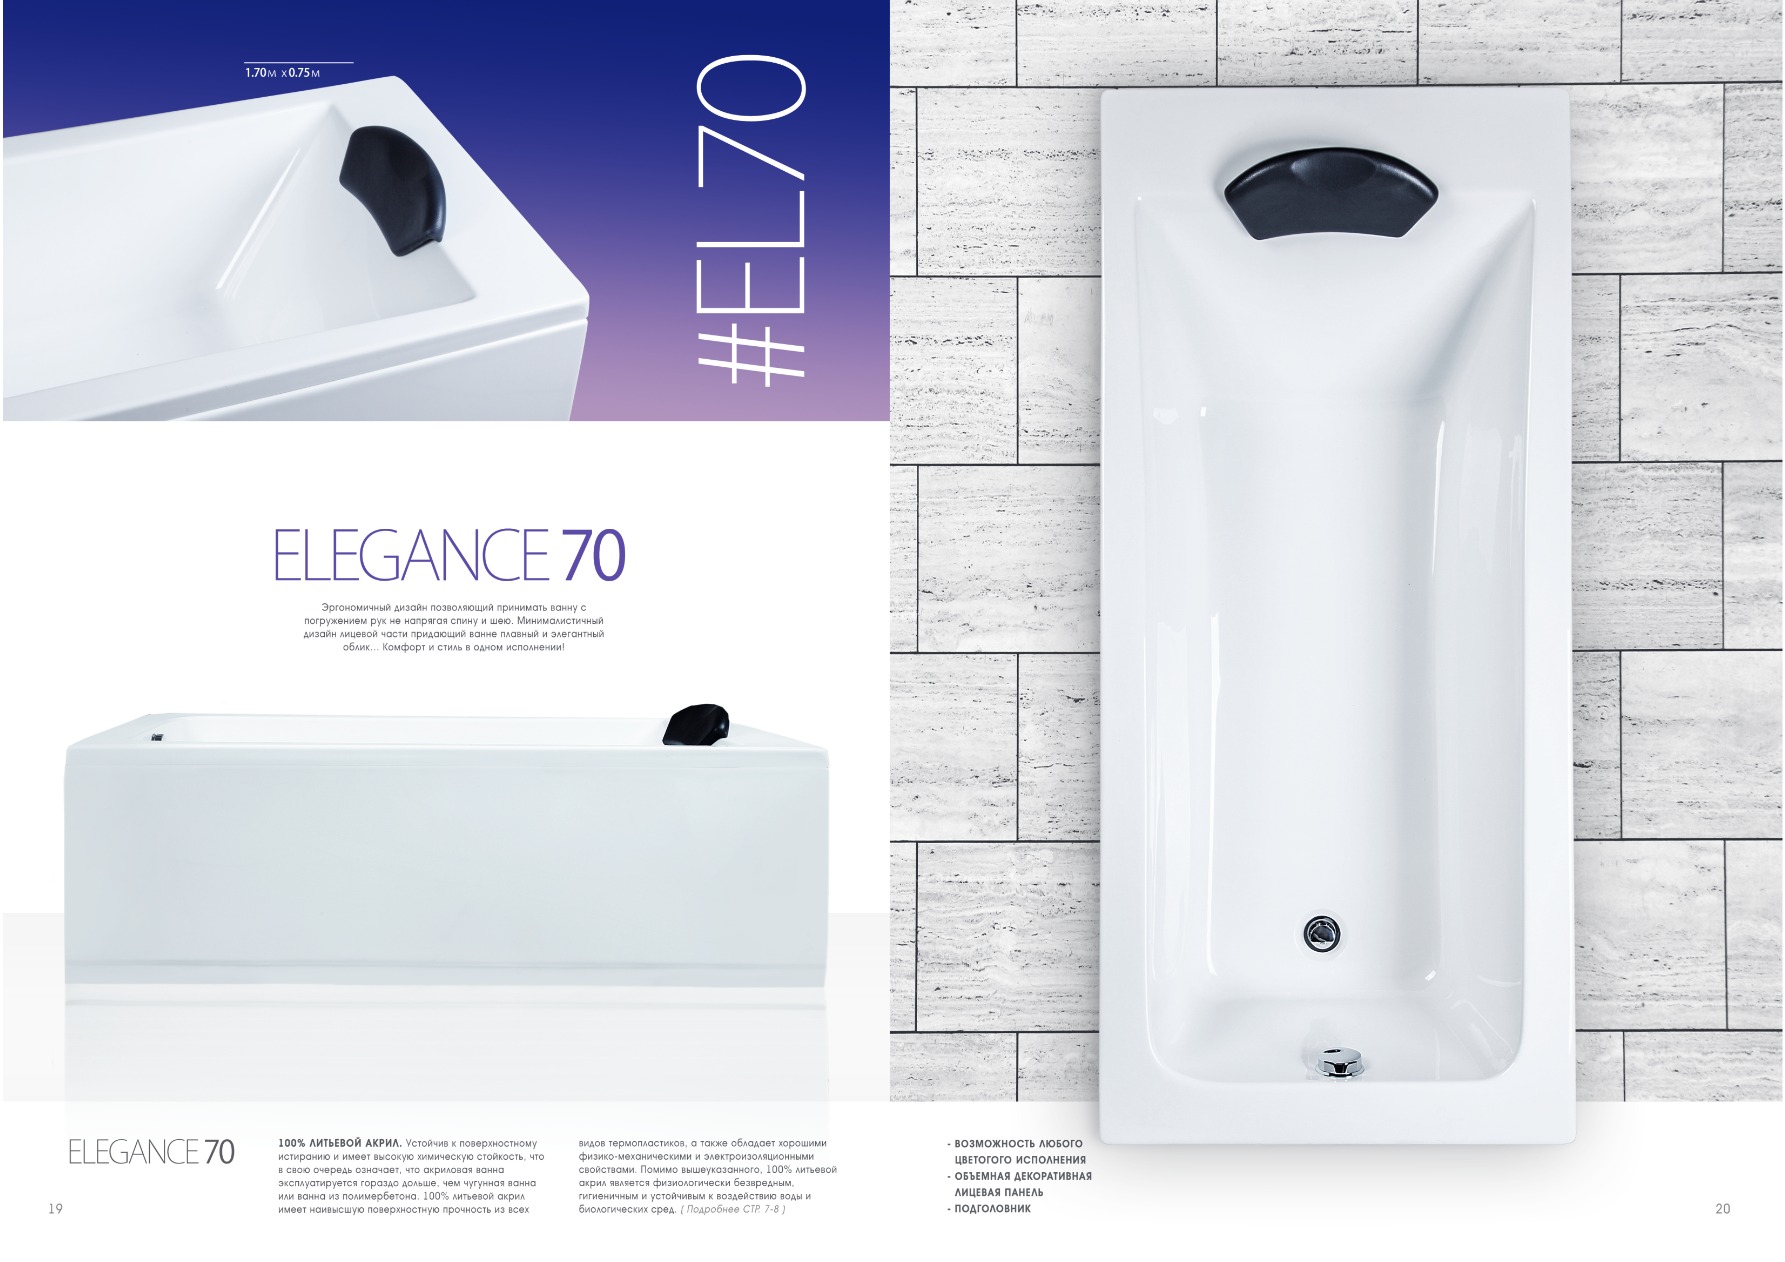 1.70м x0.75м
#EL70
ELEGANCE 70
Эргономичный дизайн позволяющий принимать ванну с
погружением рук не напрягая спину и шею. Минималистичный
дизайн лицевой части придающий ванне плавный и элегантный
облик... Комфорт и стиль в одном исполнении!
ELEGANCE 70
100% ЛИТЬЕВОЙ АКРИЛ. Устойчив к поверхностному
истиранию и имеет высокую химическую стойкость, что
в свою очередь означает, что акриловая ванна
эксплуатируется гораздо дольше, чем чугунная ванна
или ванна из полимербетона. 100% литьевой акрил
имеет наивысшую поверхностную прочность из всех
видов термопластиков, а также обладает хорошими
физико-механическими и электроизоляционными
свойствами. Помимо вышеуказанного, 100% литьевой
акрил является физиологически безвредным,
гигиеничным и устойчивым к воздействию воды и
биологических сред. ( Подробнее СТР. 7-8 )
19
- ВОЗМОЖНОСТЬ ЛЮБОГО
ЦВЕТОГОГО ИСПОЛНЕНИЯ
- ОБЪЕМНАЯ ДЕКОРАТИВНАЯ
ЛИЦЕВАЯ ПАНЕЛЬ
- ПОДГОЛОВНИК
20